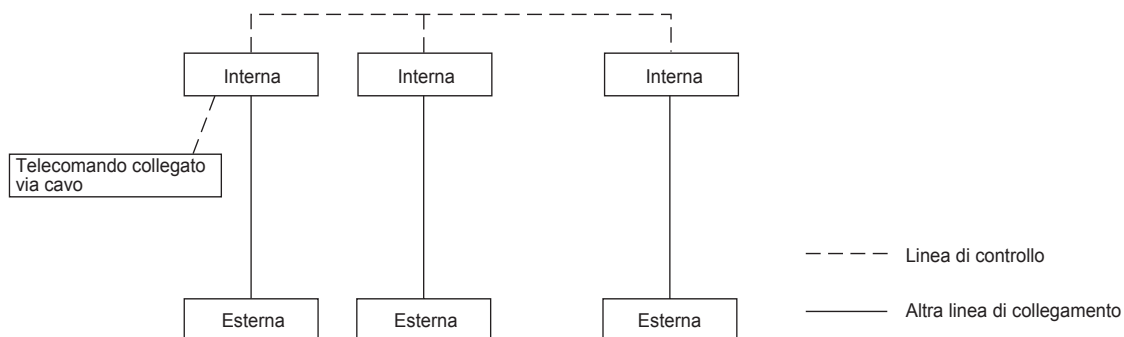 Interna
Interna
Interna
Telecomando collegato
via cavo
Linea di controllo
Altra linea di collegamento
Esterna
Esterna
Esterna